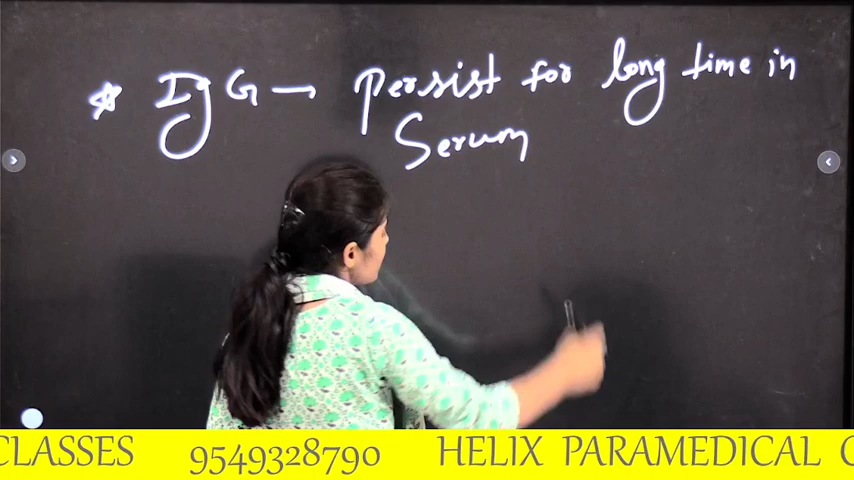 * IgG → Persist for long time in
Serum
CLASSES 9549328790 HELIX PARAMEDICAL C